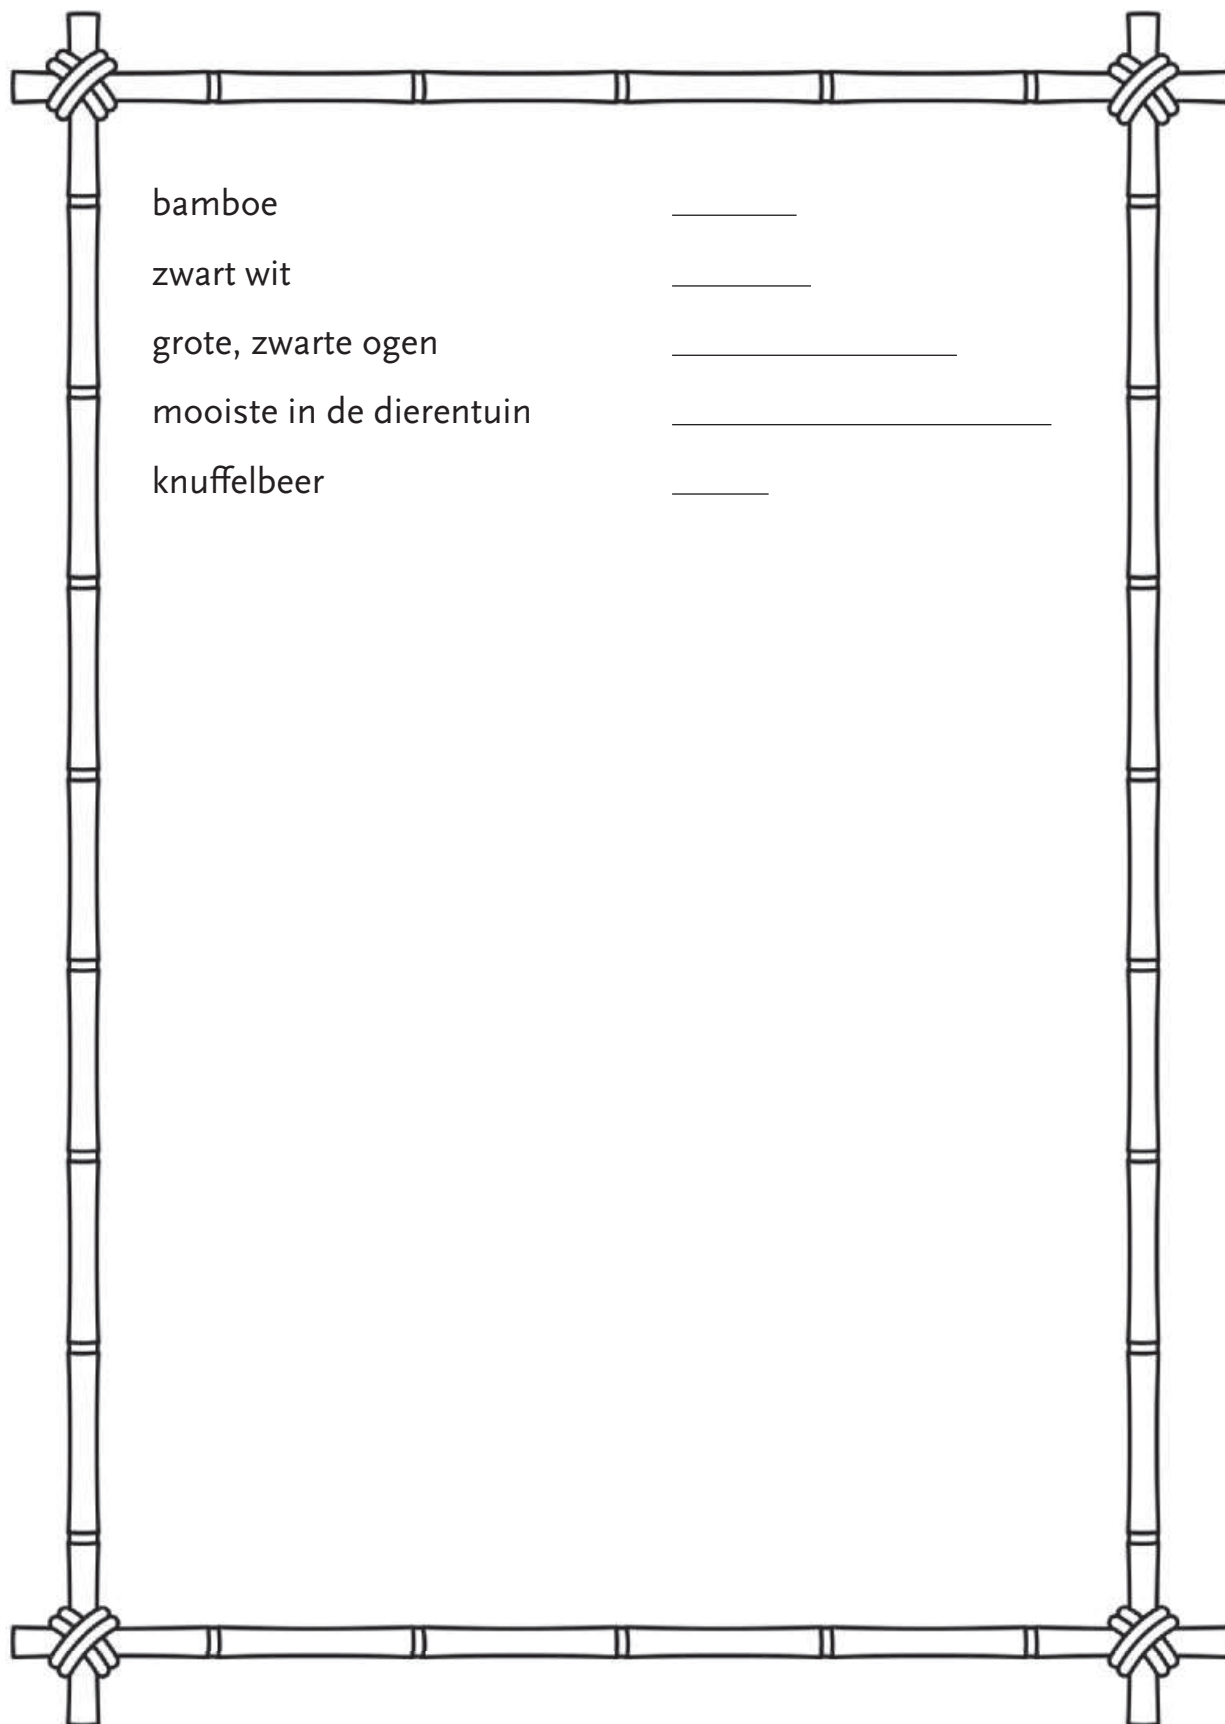 bamboe
zwart wit
grote, zwarte ogen
mooiste in de dierentuin
knuffelbeer